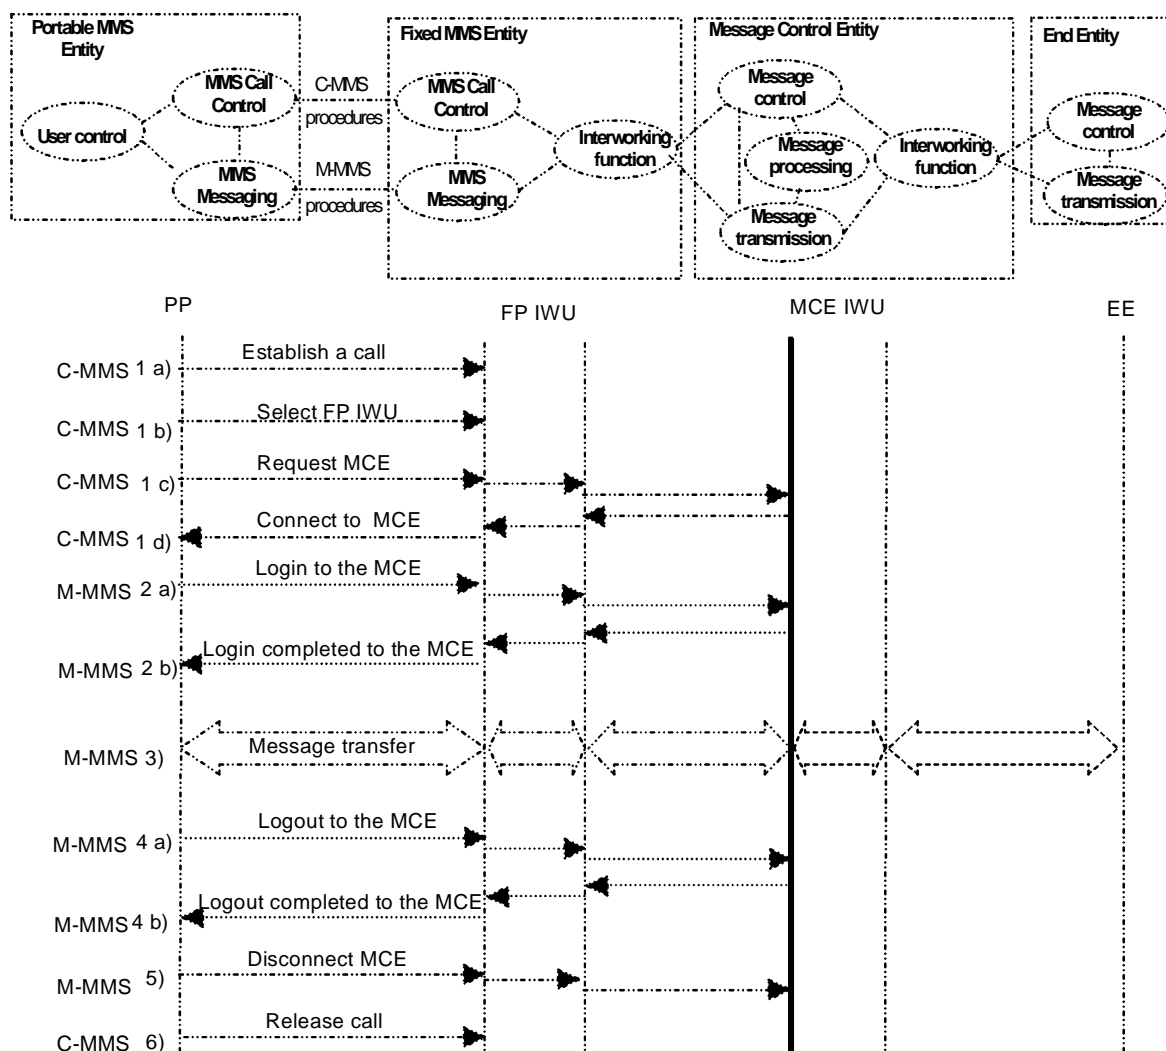 Portable MMS
Entity
Fixed MMS Entity
Message Control Entity
End Entity
User control
MMS Call
Control
MMS
Messaging
C-MMS
procedures
M-MMS
procedures
MMS Call
Control
MMS
Messaging
Interworking
function
Message
control
Message
processing
Message
transmission
Interworking
function
Message
control
Message
transmission
PP
FP IWU
MCE IWU
EE
C-MMS 1 a) Establish a call
C-MMS 1 b) Select FP IWU
C-MMS 1 c) Request MCE
C-MMS 1 d) Connect to MCE
M-MMS 2 a) Login to the MCE
M-MMS 2 b) Login completed to the MCE
M-MMS 3) Message transfer
M-MMS 4 a) Logout to the MCE
M-MMS 4 b) Logout completed to the MCE
M-MMS 5) Disconnect MCE
C-MMS 6) Release call